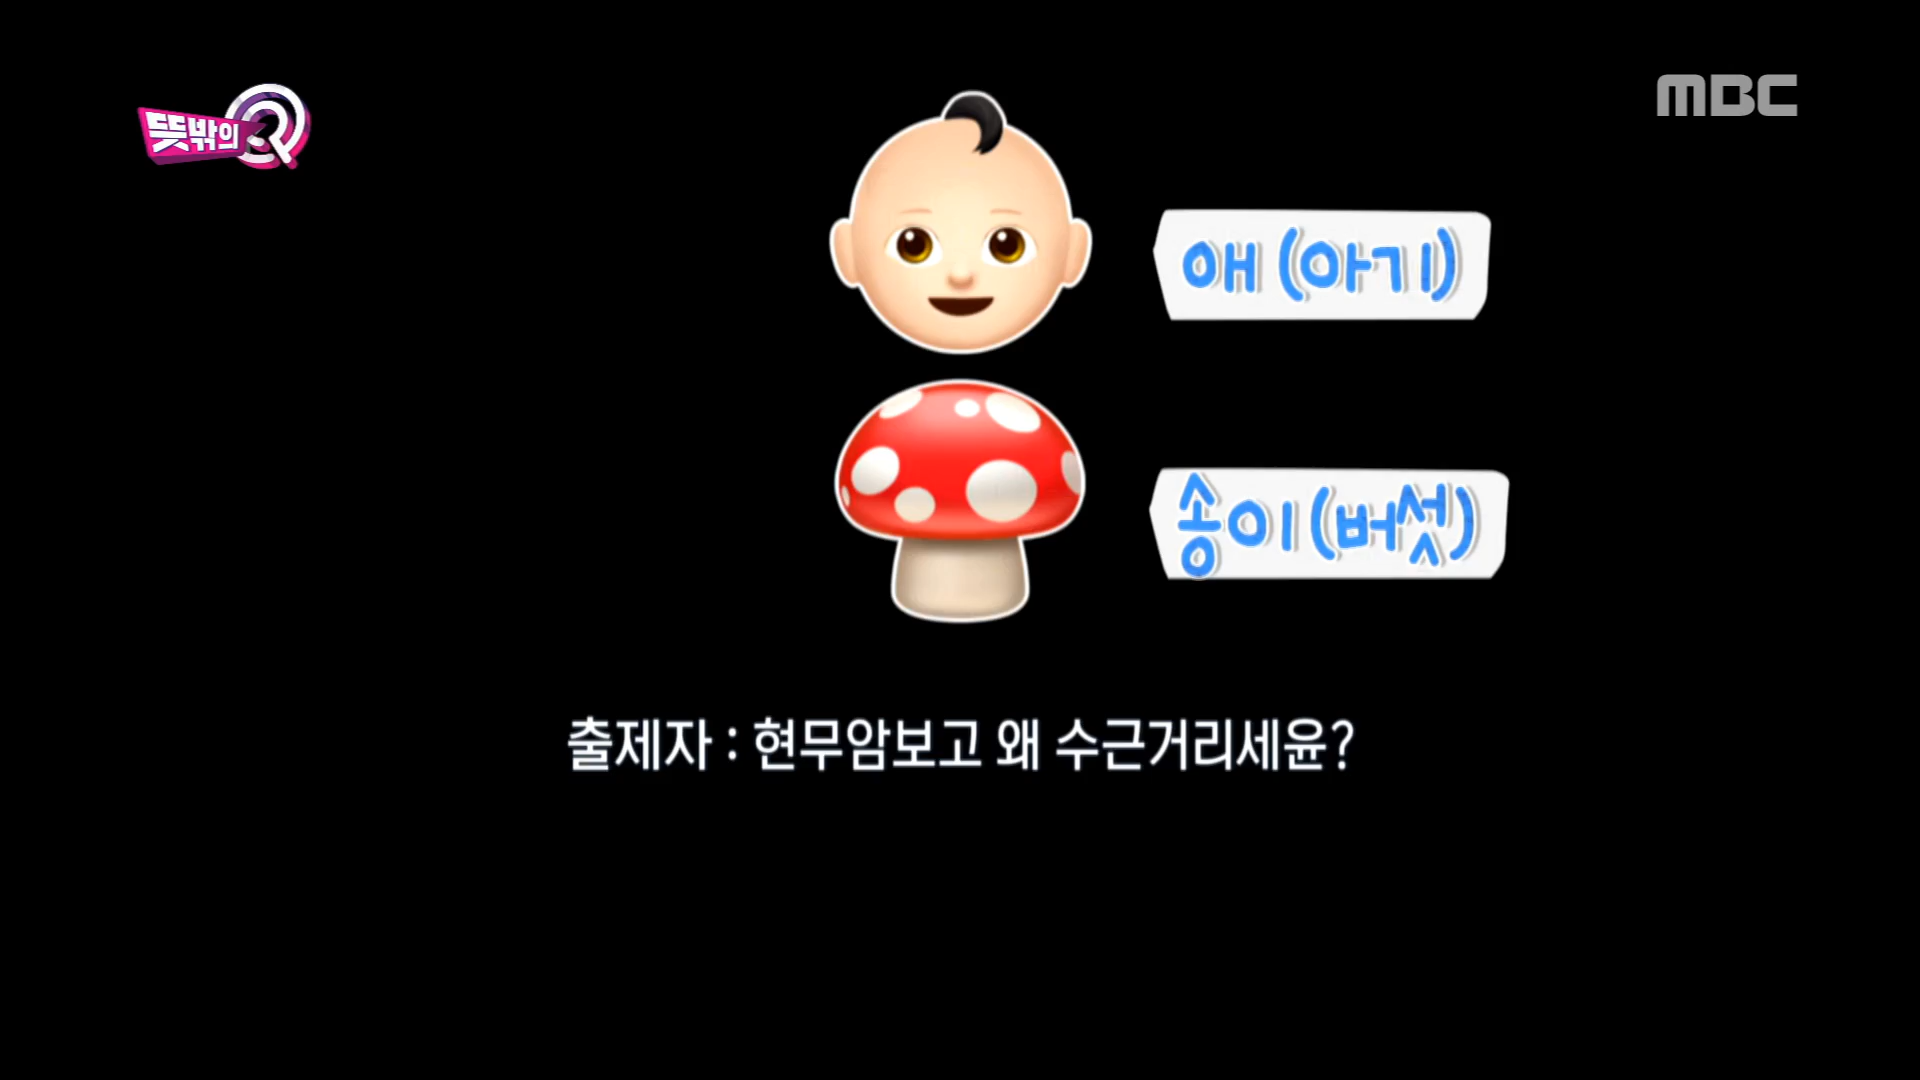 뜻밖의 Q
MBC
애 (아기)
송이 (버섯)
출제자 : 현무암보고 왜 수근거리세윤?